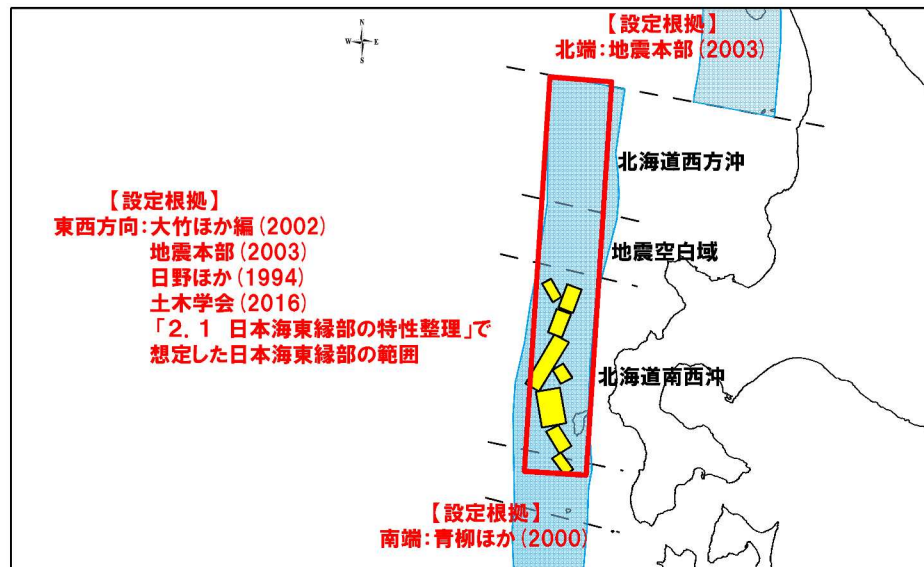 N
W E
S
【設定根拠】
北端:地震本部(2003)
北海道西方沖
【設定根拠】
東西方向:大竹ほか編(2002)
地震本部(2003)
日野ほか(1994)
土木学会(2016)
「2.1 日本海東縁部の特性整理」で
想定した日本海東縁部の範囲
地震空白域
北海道南西沖
【設定根拠】
南端:青柳ほか(2000)